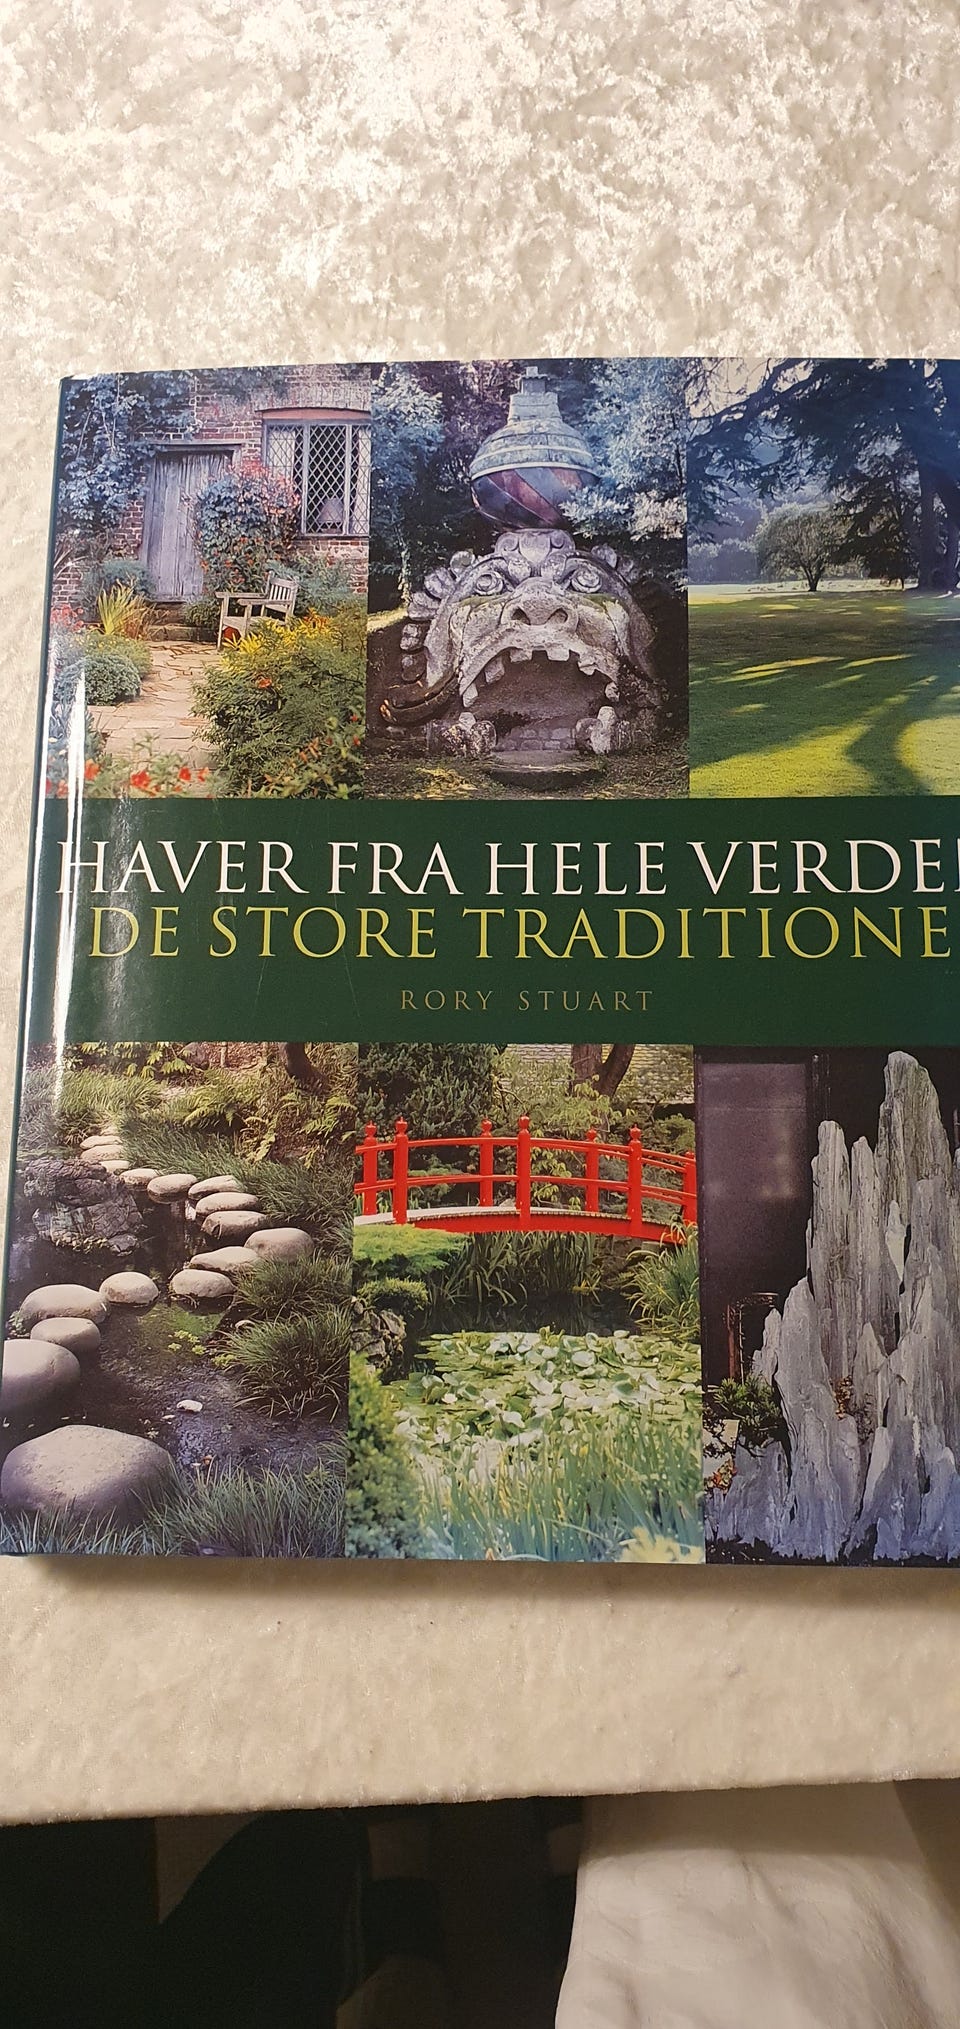 HAVER FRA HELE VERDE
DE STORE TRADITIONE
RORY STUART